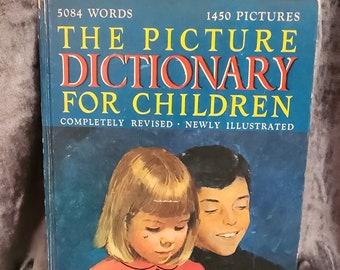 5084 WORDS 1450 PICTURES
THE PICTURE
DICTIONARY
FOR CHILDREN
COMPLETELY REVISED · NEWLY ILLUSTRATED